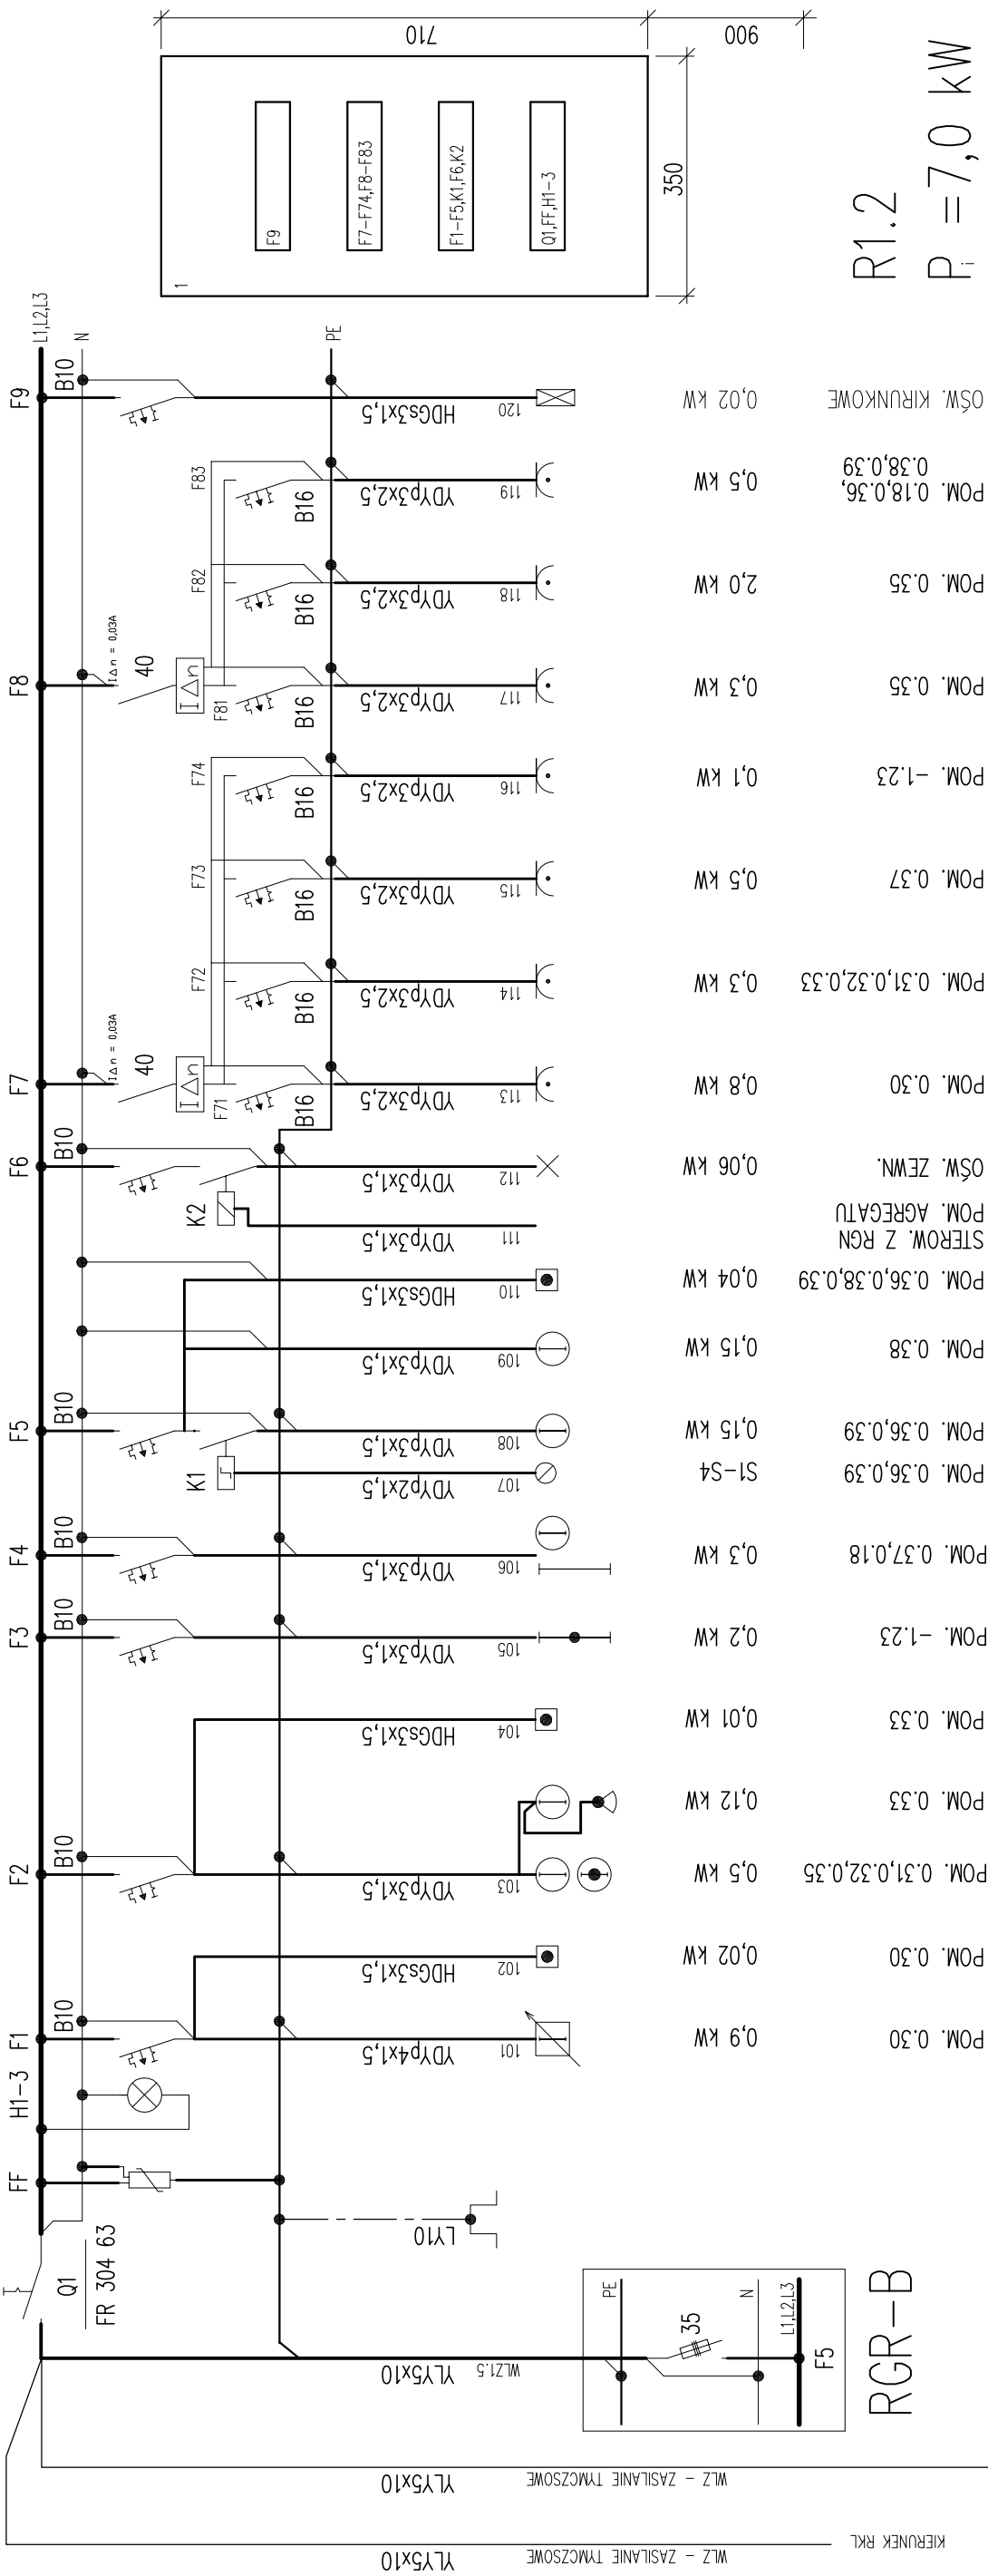 710
900
1
F9
F7-F74,F8-F83
F1-F5,K1,F6,K2
Q1,FF,H1-3
350
R1.2
Pi = 7,0 kW
L1,L2,L3
N
PE
F9
B10
HDGs3x1,5
120
0,02 kW
OŚW. KIRUNKOWE
F83
B16
YDYp3x2,5
119
0,5 kW
POM. 0.18,0.36,
0.38,0.39
F82
B16
YDYp3x2,5
118
2,0 kW
POM. 0.35
F8
I∆n = 0,03A
40
I∆n
F81
B16
YDYp3x2,5
117
0,3 kW
POM. 0.35
F74
B16
YDYp3x2,5
116
0,1 kW
POM. -1.23
F73
B16
YDYp3x2,5
115
0,5 kW
POM. 0.37
F72
B16
YDYp3x2,5
114
0,3 kW
POM. 0.31,0.32,0.33
F7
I∆n = 0,03A
40
I∆n
F71
B16
YDYp3x2,5
113
0,8 kW
POM. 0.30
F6
B10
YDYp3x1,5
112
0,06 kW
OŚW. ZEWN.
K2
YDYp3x1,5
111
STEROW. Z RGN
POM. AGREGATU
HDGs3x1,5
110
0,04 kW
POM. 0.36,0.38,0.39
YDYp3x1,5
109
0,15 kW
POM. 0.38
F5
B10
YDYp3x1,5
108
0,15 kW
POM. 0.36,0.39
K1
YDYp2x1,5
107
S1-S4
POM. 0.36,0.39
F4
B10
YDYp3x1,5
106
0,3 kW
POM. 0.37,0.18
F3
B10
YDYp3x1,5
105
0,2 kW
POM. -1.23
HDGs3x1,5
104
0,01 kW
POM. 0.33
0,12 kW
POM. 0.33
F2
B10
YDYp3x1,5
103
0,5 kW
POM. 0.31,0.32,0.35
HDGs3x1,5
102
0,02 kW
POM. 0.30
F1
B10
YDYp4x1,5
101
0,9 kW
POM. 0.30
H1-3
FF
LY10
Q1
FR 304 63
YLY5x10
WLZ1.5
PE
N
L1,L2,L3
35
F5
RGR-B
YLY5x10
WLZ - ZASILANIE TYMCZSOWE
YLY5x10
WLZ - ZASILANIE TYMCZSOWE
KIERUNEK RKL